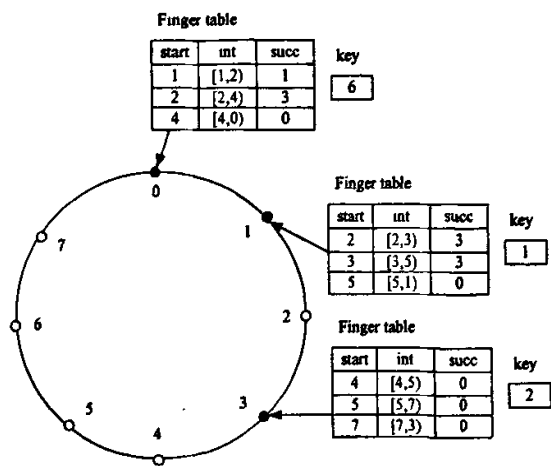 Finger table
start int succ key
1 [1,2) 1 6
2 [2,4) 3
4 [4,0) 0
0
Finger table
1 start int succ key
7 2 [2,3) 3 1
3 [3,5) 3
5 [5,1) 0
6 2
Finger table
start int succ key
4 [4,5) 0 2
5 3 5 [5,7) 0
4 7 [7,3) 0